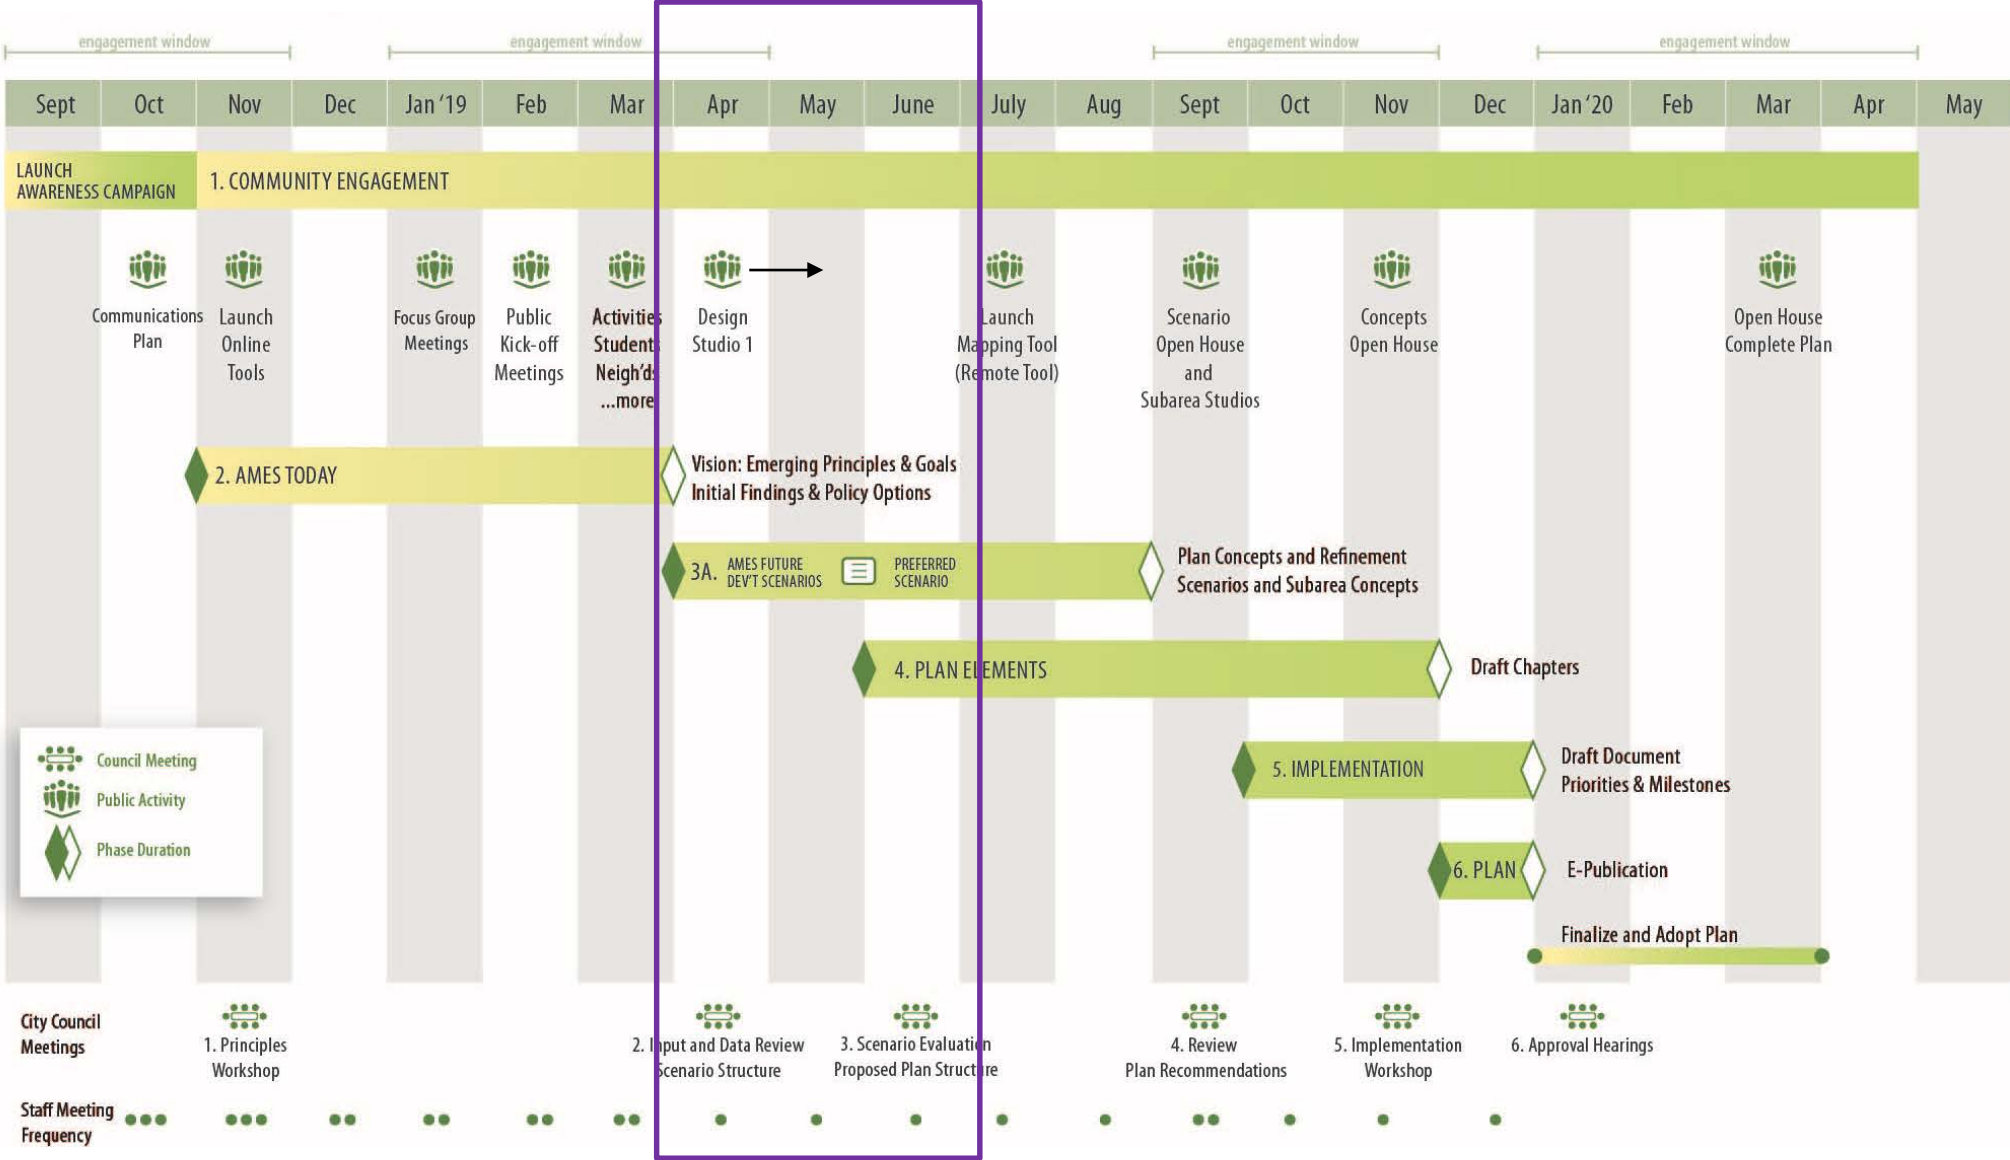 engagement window
engagement window
engagement window
engagement window
Sept Oct Nov Dec Jan ‘19 Feb Mar Apr May June July Aug Sept Oct Nov Dec Jan ‘20 Feb Mar Apr May
LAUNCH
AWARENESS CAMPAIGN
1. COMMUNITY ENGAGEMENT
Communications
Plan
Launch
Online
Tools
Focus Group
Meetings
Public
Kick-off
Meetings
Activities
Students
Neigh'ds
...more
Design
Studio 1
Launch
Mapping Tool
(Remote Tool)
Scenario
Open House
and
Subarea Studios
Concepts
Open House
Open House
Complete Plan
2. AMES TODAY
Vision: Emerging Principles & Goals
Initial Findings & Policy Options
3A. AMES FUTURE
DEV'T SCENARIOS
PREFERRED
SCENARIO
Plan Concepts and Refinement
Scenarios and Subarea Concepts
4. PLAN ELEMENTS
Draft Chapters
5. IMPLEMENTATION
Draft Document
Priorities & Milestones
6. PLAN
E-Publication
Finalize and Adopt Plan
Council Meeting
Public Activity
Phase Duration
City Council
Meetings
1. Principles
Workshop
2. Input and Data Review
Scenario Structure
3. Scenario Evaluation
Proposed Plan Structure
4. Review
Plan Recommendations
5. Implementation
Workshop
6. Approval Hearings
Staff Meeting
Frequency